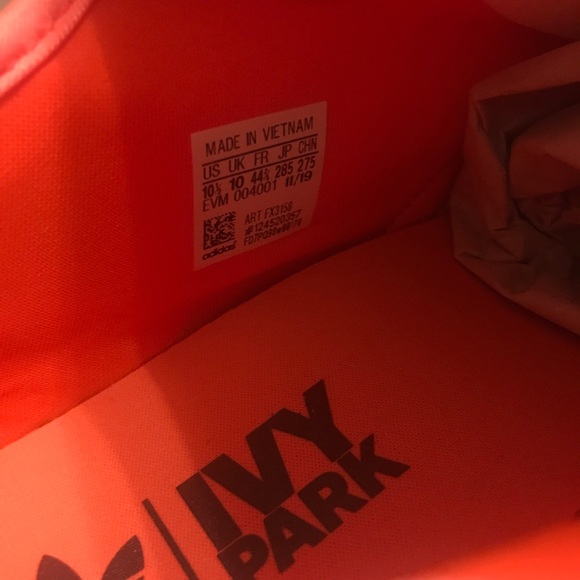 MADE IN VIETNAM
US UK FR JP CHN
10½ 10 44⅔ 285 275
EVM 004001 11/19
ART FX3158
#124520357
adidas
IVY
PARK